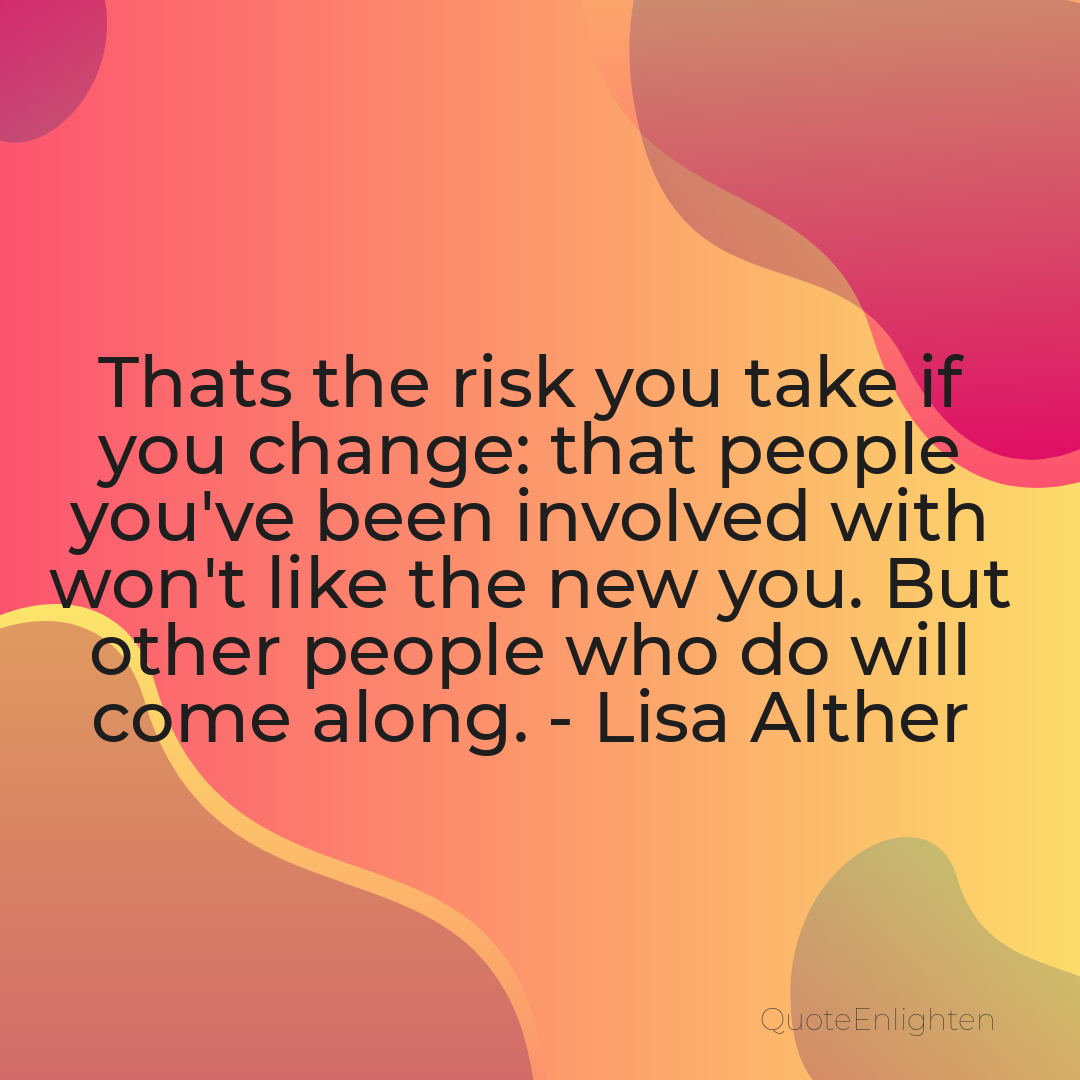 Thats the risk you take if
you change: that people
you've been involved with
won't like the new you. But
other people who do will
come along. - Lisa Alther
QuoteEnlighten